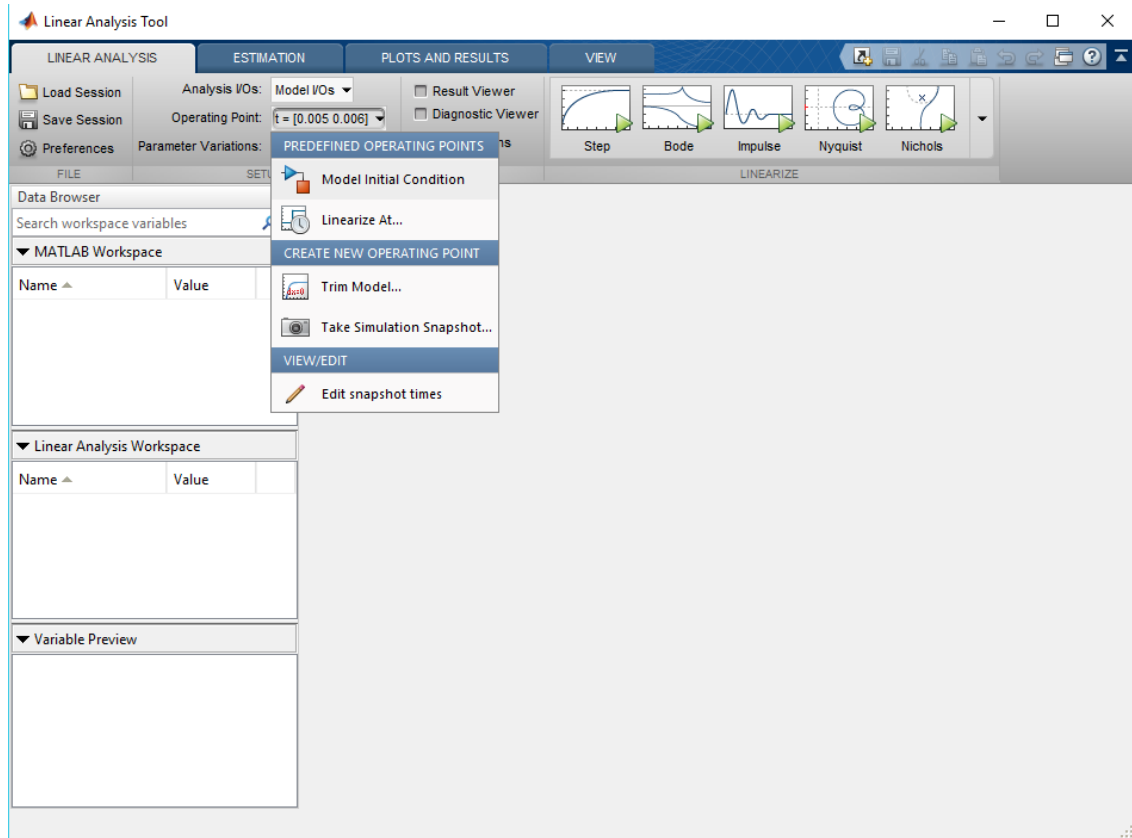 Linear Analysis Tool
LINEAR ANALYSIS ESTIMATION PLOTS AND RESULTS VIEW
Load Session Analysis I/Os: Model I/Os Result Viewer
Save Session Operating Point: t = [0.005 0.006] Diagnostic Viewer
Preferences Parameter Variations:
Step Bode Impulse Nyquist Nichols
FILE LINEARIZE
PREDEFINED OPERATING POINTS
Model Initial Condition
Linearize At...
CREATE NEW OPERATING POINT
Trim Model...
Take Simulation Snapshot...
VIEW/EDIT
Edit snapshot times
Data Browser
Search workspace variables
MATLAB Workspace
Name Value
Linear Analysis Workspace
Name Value
Variable Preview